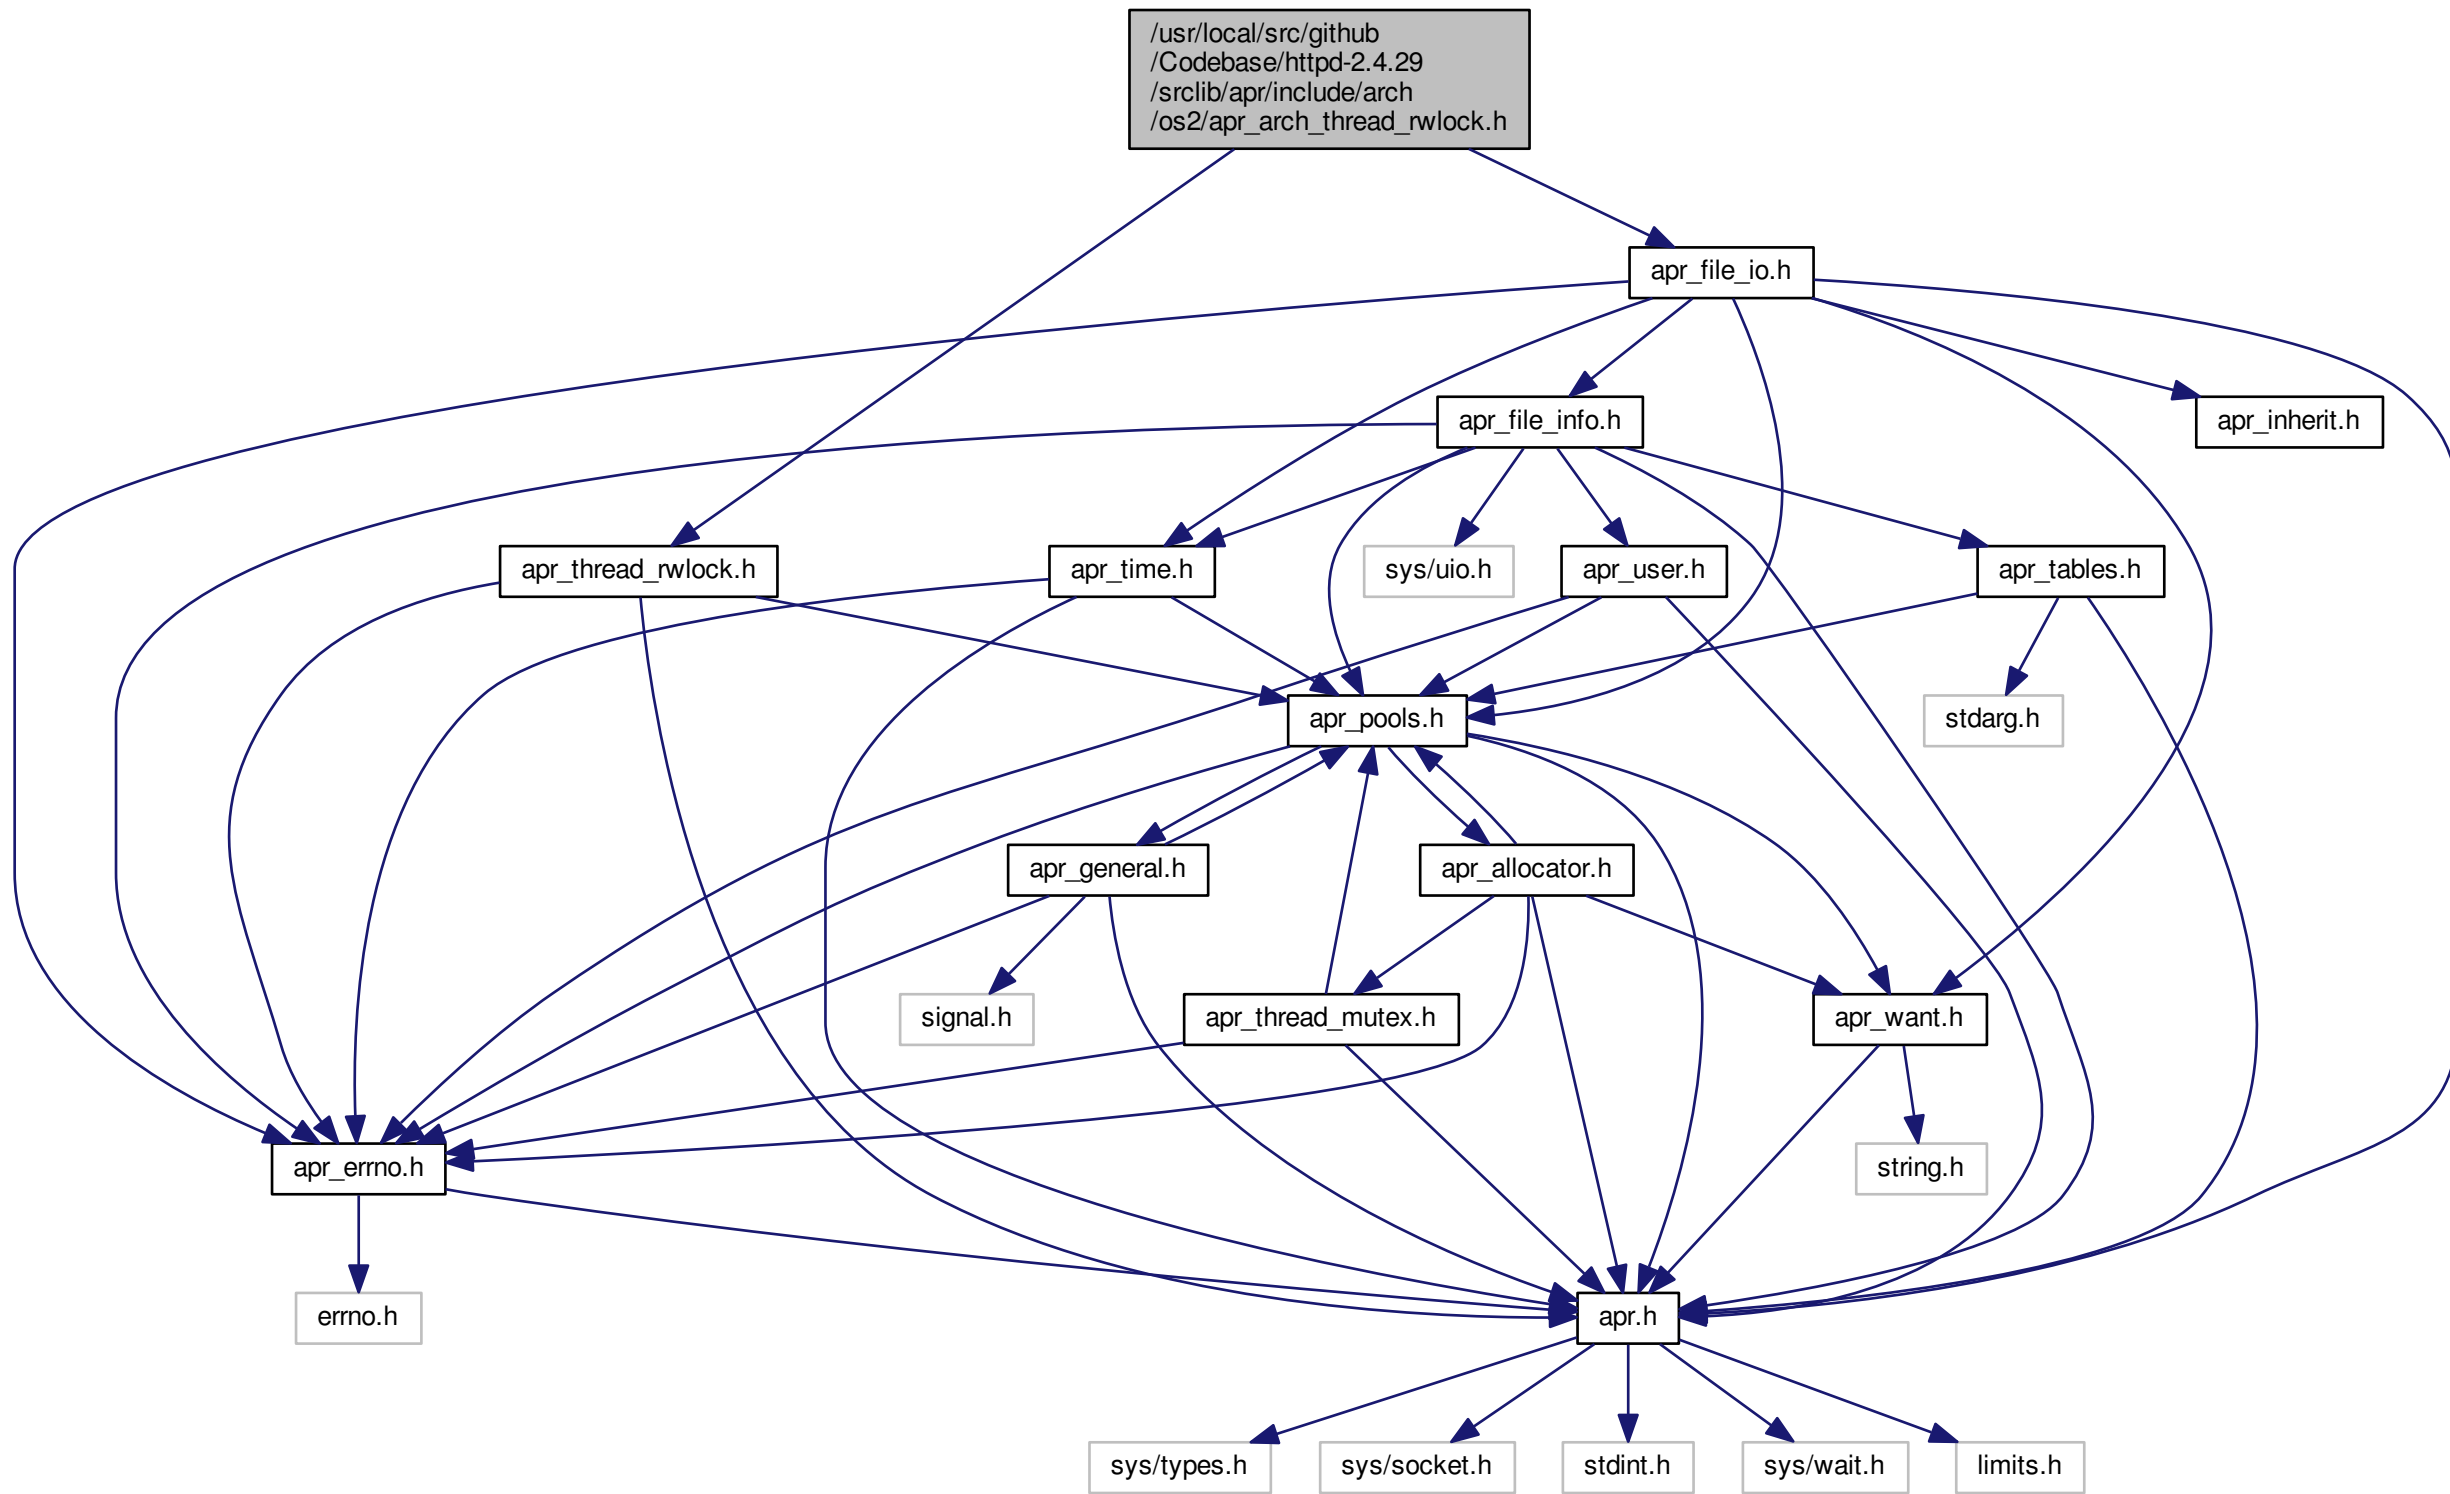 /usr/local/src/github
/Codebase/httpd-2.4.29
/srclib/apr/include/arch
/os2/apr_arch_thread_rwlock.h
apr_file_io.h
apr_file_info.h
apr_inherit.h
apr_thread_rwlock.h
apr_time.h
sys/uio.h
apr_user.h
apr_tables.h
apr_pools.h
stdarg.h
apr_general.h
apr_allocator.h
signal.h
apr_thread_mutex.h
apr_want.h
apr_errno.h
string.h
errno.h
apr.h
sys/types.h
sys/socket.h
stdint.h
sys/wait.h
limits.h